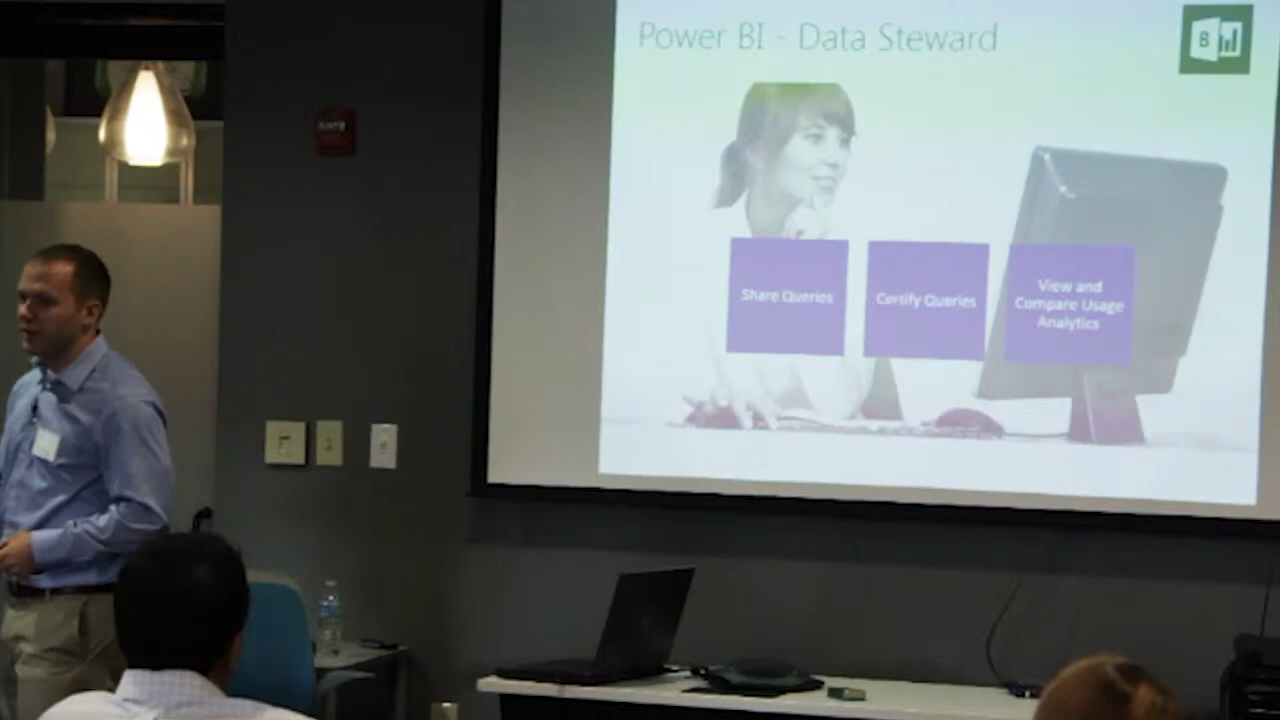 Power BI - Data Steward
B
Share Queries
Certify Queries
View and
Compare Usage
Analytics